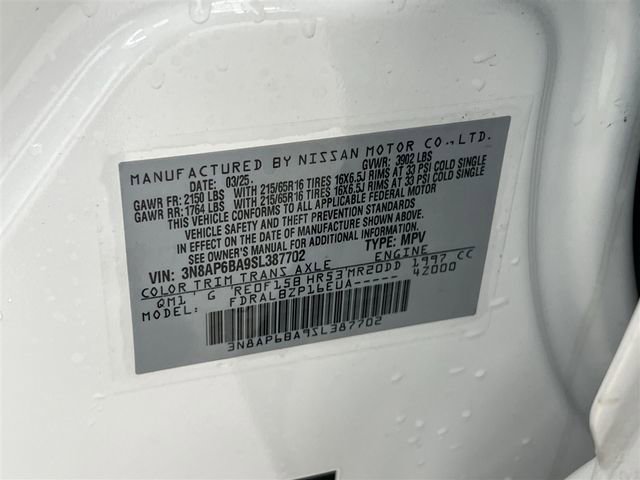 MANUFACTURED BY NISSAN MOTOR CO.,LTD.
DATE: 03/25 GVWR: 3902 LBS
GAWR FR: 2150 LBS WITH 215/65R16 TIRES 16X6.5J RIMS AT 33 PSI COLD SINGLE
GAWR RR: 1764 LBS WITH 215/65R16 TIRES 16X6.5J RIMS AT 33 PSI COLD SINGLE
THIS VEHICLE CONFORMS TO ALL APPLICABLE FEDERAL MOTOR
VEHICLE SAFETY AND THEFT PREVENTION STANDARDS
IN EFFECT ON THE DATE OF MANUFACTURE SHOWN ABOVE.
SEE OWNER'S MANUAL FOR ADDITIONAL INFORMATION.
VIN: 3N8AP6BA9SL387702 TYPE: MPV
COLOR TRIM TRANS AXLE ENGINE
QM1 G RE0F15B HR53 MR20DD 1997 CC
MODEL: FDRALBZP16EUA----- 4Z000
3N8AP6BA9SL387702